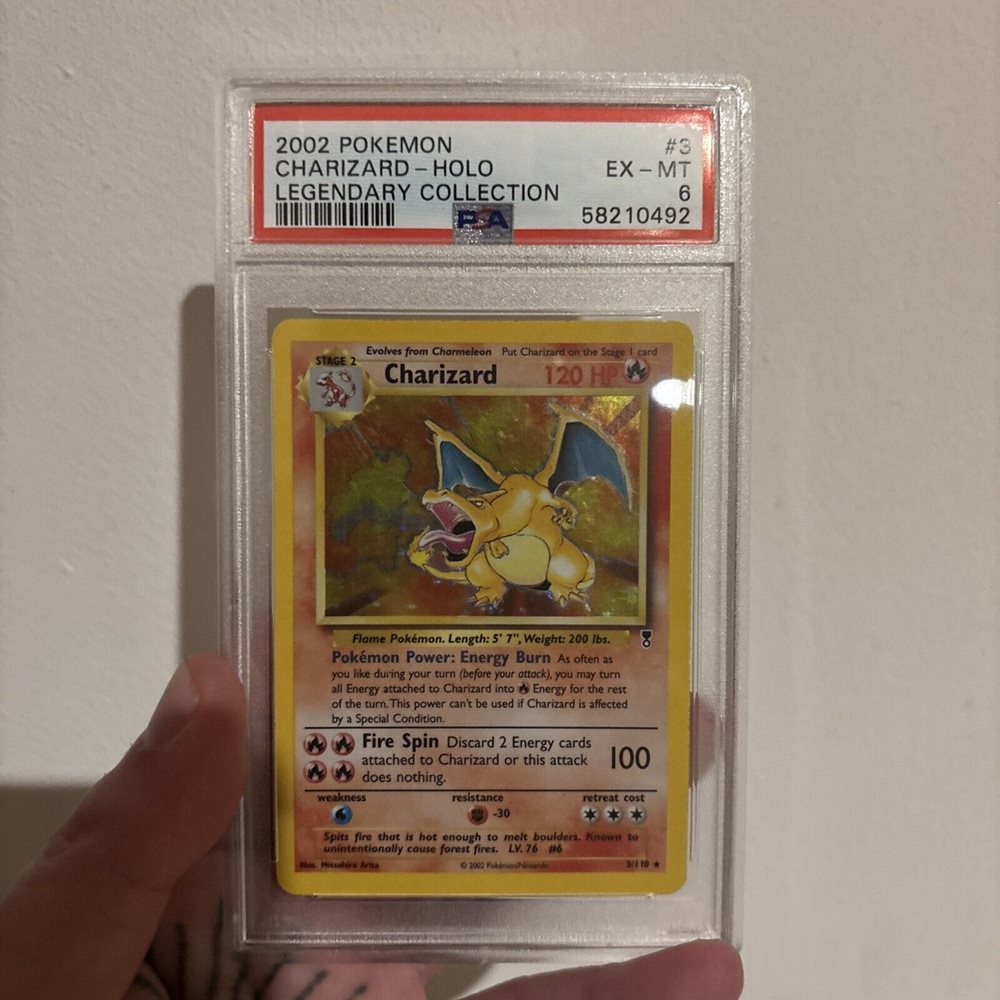 2002 POKEMON #3
CHARIZARD - HOLO EX - MT
LEGENDARY COLLECTION 6
PSA 58210492
Evolves from Charmeleon Put Charizard on the Stage 1 card
STAGE 2
Charizard 120 HP
Flame Pokémon. Length: 5' 7", Weight: 200 lbs.
Pokémon Power: Energy Burn As often as
you like during your turn (before your attack), you may turn
all Energy attached to Charizard into Energy for the rest
of the turn. This power can't be used if Charizard is affected
by a Special Condition.
Fire Spin Discard 2 Energy cards
attached to Charizard or this attack 100
does nothing.
weakness resistance retreat cost
-30
Spits fire that is hot enough to melt boulders. Known to
unintentionally cause forest fires. LV. 76 #6
Illus. Mitsuhiro Arita © 2002 Pokémon/Nintendo 3/110 ★